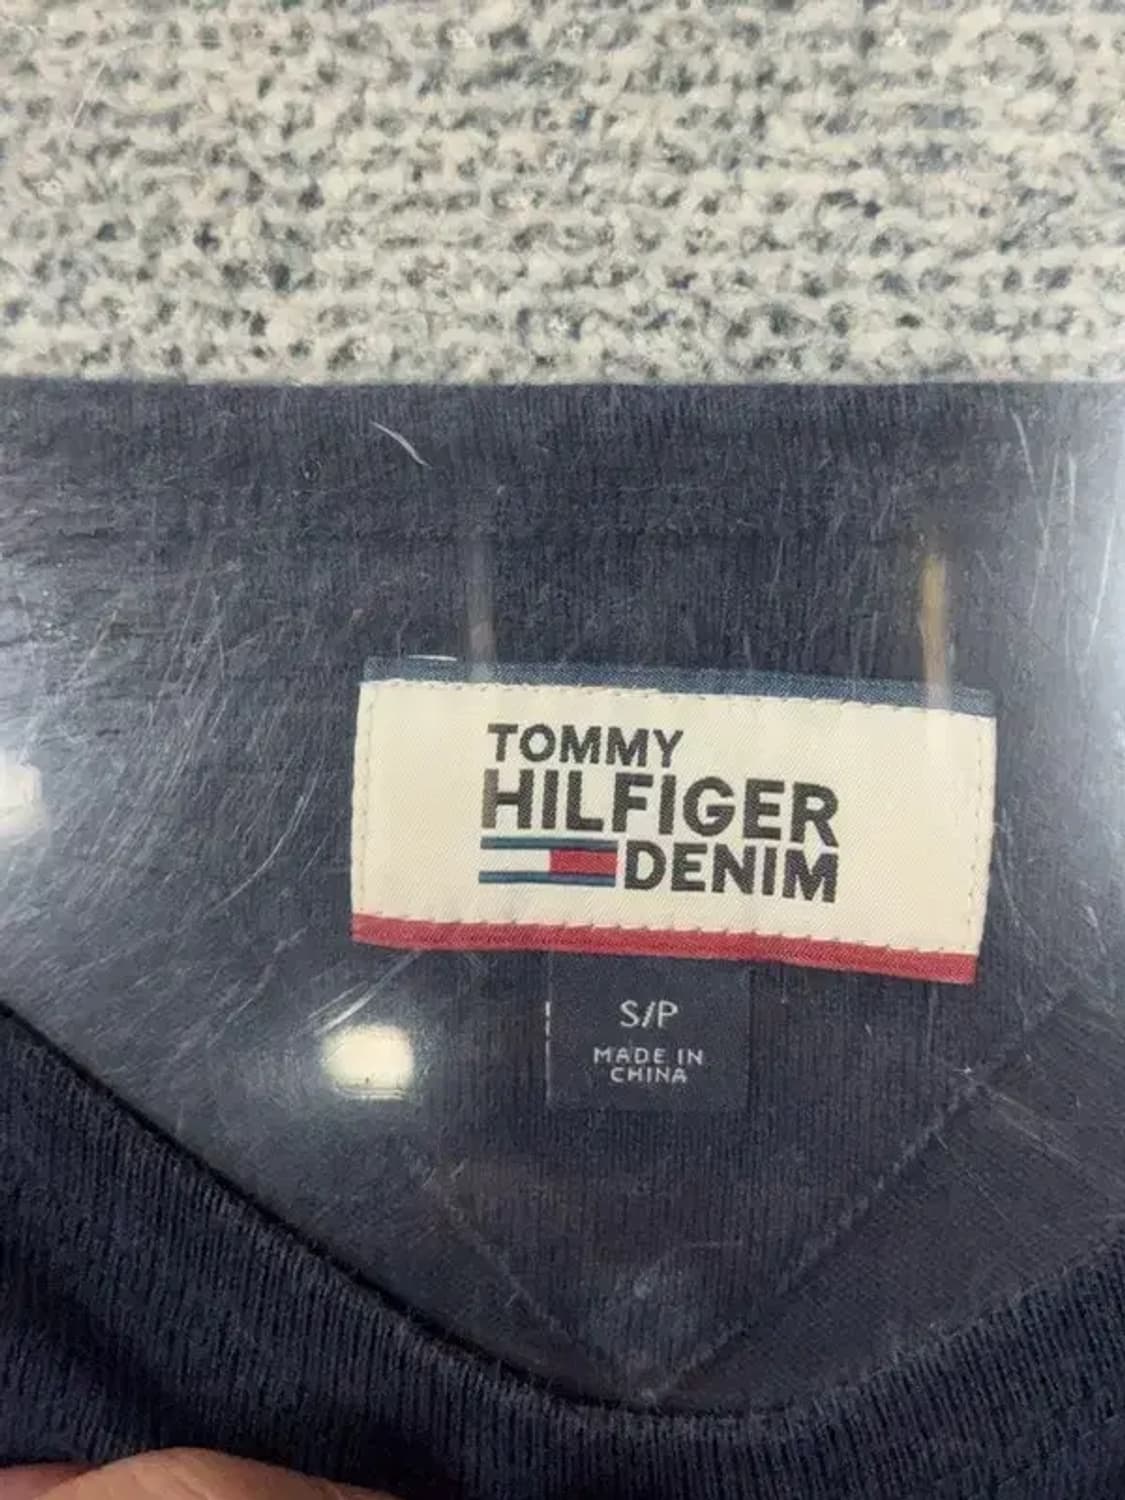 TOMMY
HILFIGER
DENIM
S/P
MADE IN
CHINA